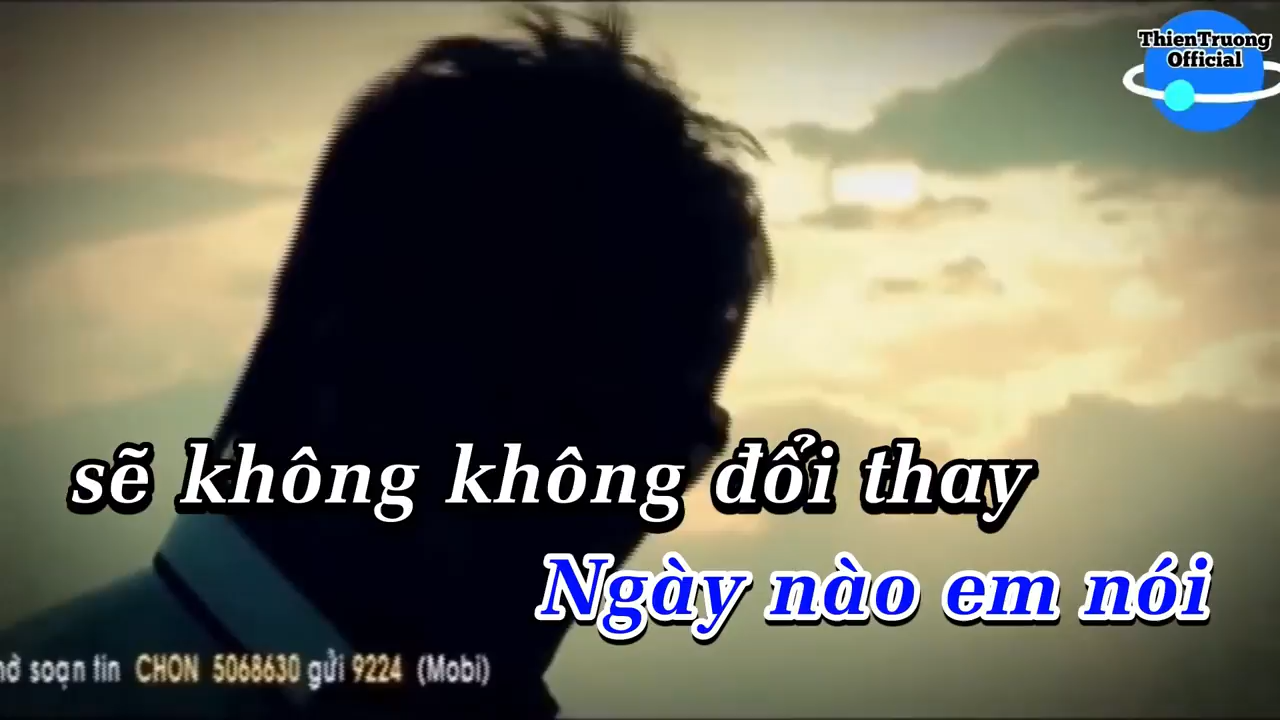 ThienTruong
Official
sẽ không không đổi thay
Ngày nào em nói
soạn tin CHON 5068630 gửi 9224 (Mobi)